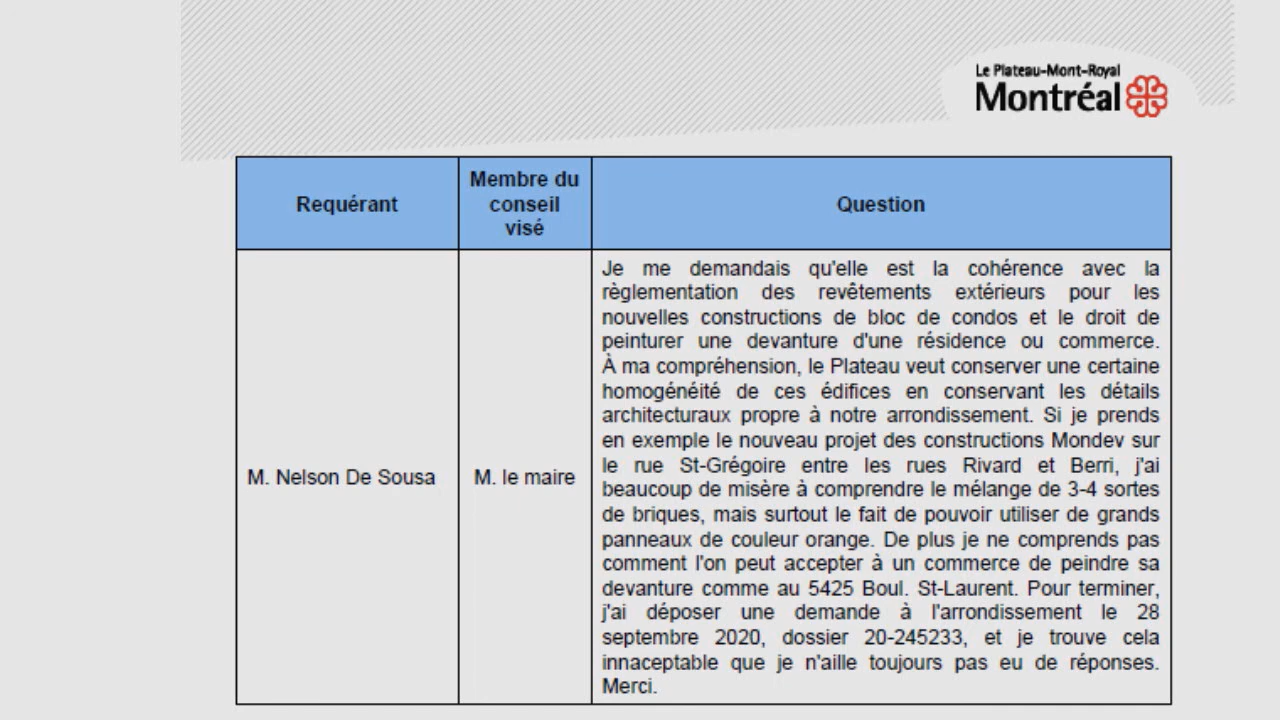 Le Plateau-Mont-Royal
Montréal
Requérant
Membre du
conseil
visé
Question
M. Nelson De Sousa
M. le maire
Je me demandais qu'elle est la cohérence avec la
règlementation des revêtements extérieurs pour les
nouvelles constructions de bloc de condos et le droit de
peinturer une devanture d'une résidence ou commerce.
À ma compréhension, le Plateau veut conserver une certaine
homogénéité de ces édifices en conservant les détails
architecturaux propre à notre arrondissement. Si je prends
en exemple le nouveau projet des constructions Mondev sur
le rue St-Grégoire entre les rues Rivard et Berri, j'ai
beaucoup de misère à comprendre le mélange de 3-4 sortes
de briques, mais surtout le fait de pouvoir utiliser de grands
panneaux de couleur orange. De plus je ne comprends pas
comment l'on peut accepter à un commerce de peindre sa
devanture comme au 5425 Boul. St-Laurent. Pour terminer,
j'ai déposer une demande à l'arrondissement le 28
septembre 2020, dossier 20-245233, et je trouve cela
innaceptable que je n'aille toujours pas eu de réponses.
Merci.